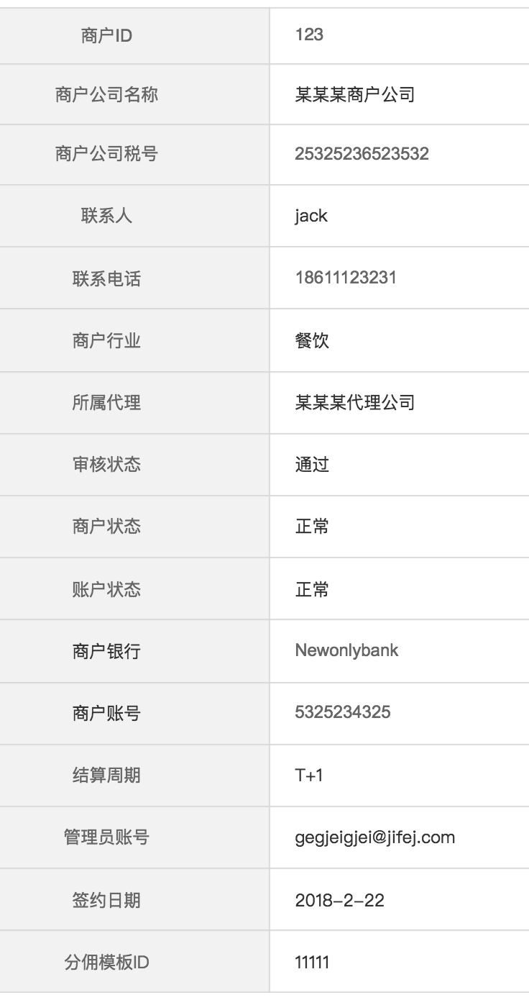 商户ID 123
商户公司名称 某某某商户公司
商户公司税号 25325236523532
联系人 jack
联系电话 18611123231
商户行业 餐饮
所属代理 某某某代理公司
审核状态 通过
商户状态 正常
账户状态 正常
商户银行 Newonlybank
商户账号 5325234325
结算周期 T+1
管理员账号 gegjeigjei@jifej.com
签约日期 2018-2-22
分佣模板ID 11111